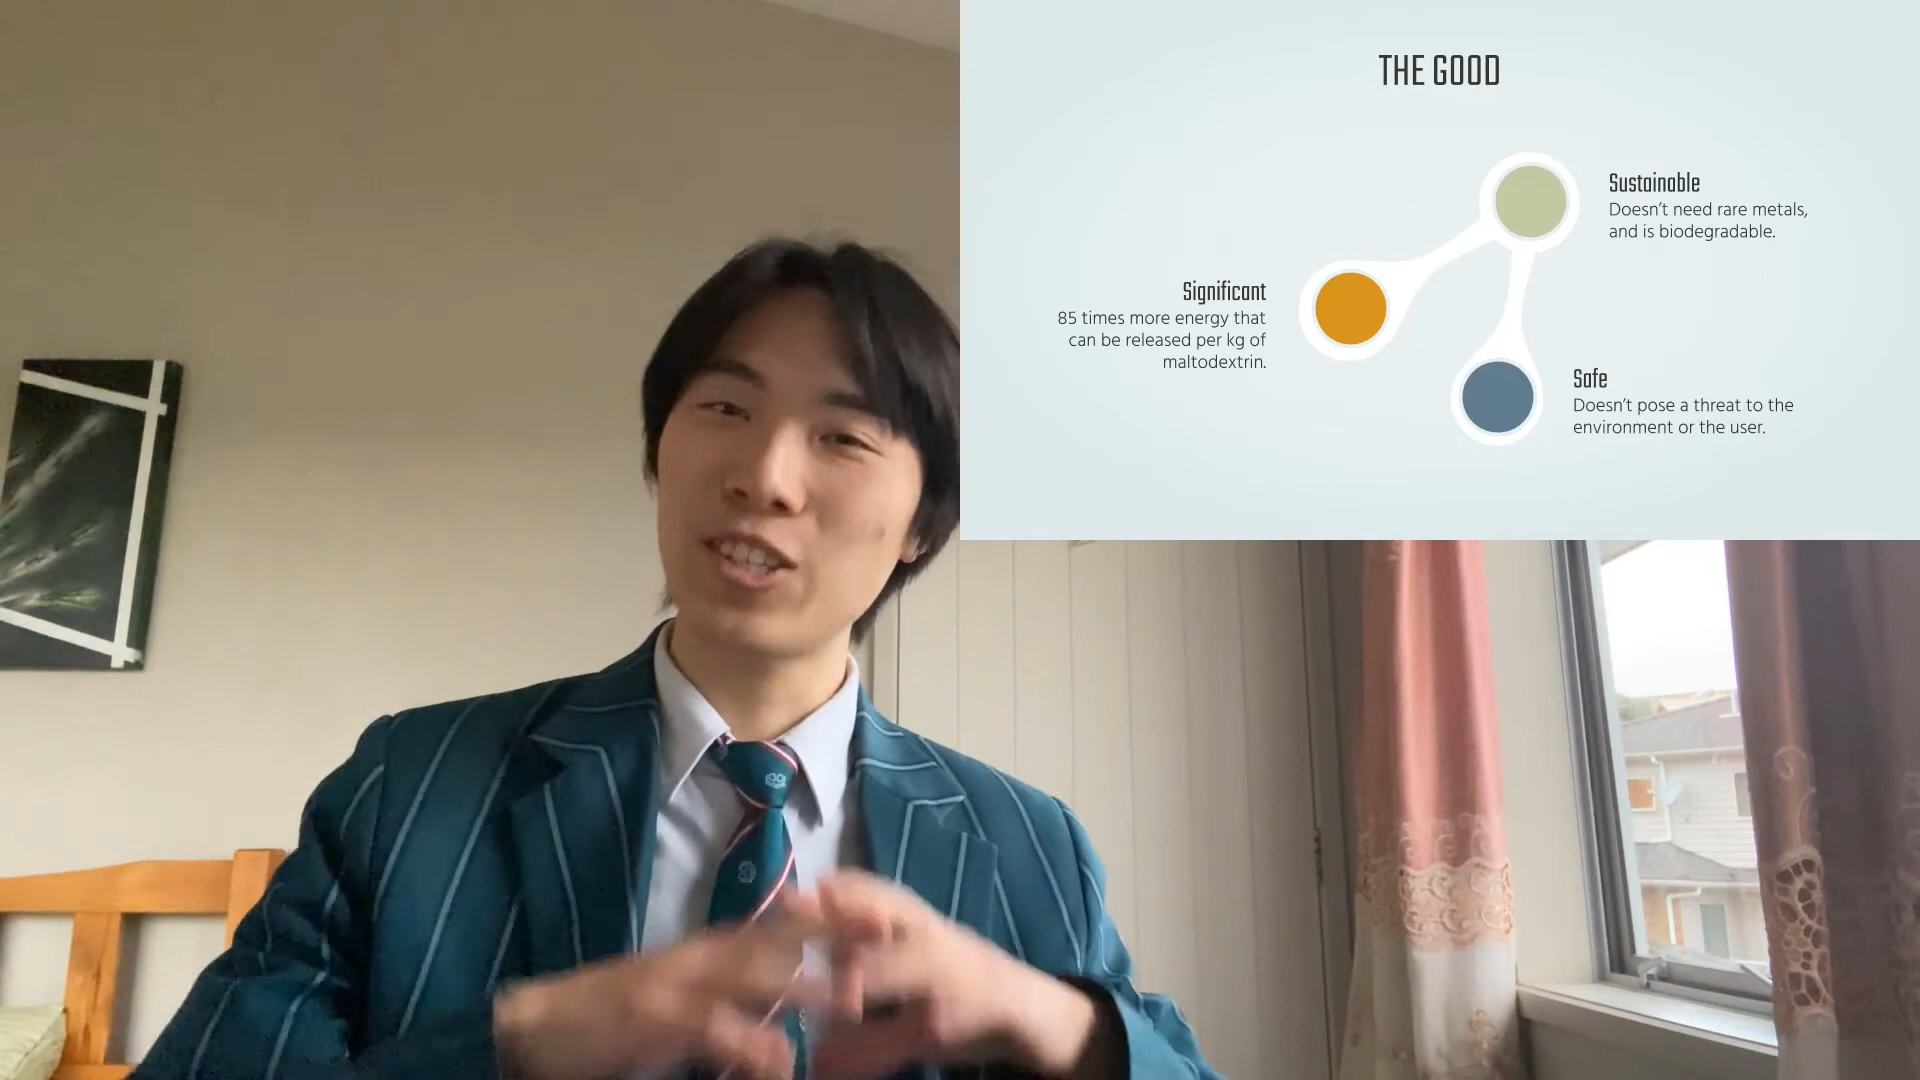 THE GOOD
Sustainable
Doesn't need rare metals,
and is biodegradable.
Significant
85 times more energy that
can be released per kg of
maltodextrin.
Safe
Doesn't pose a threat to the
environment or the user.